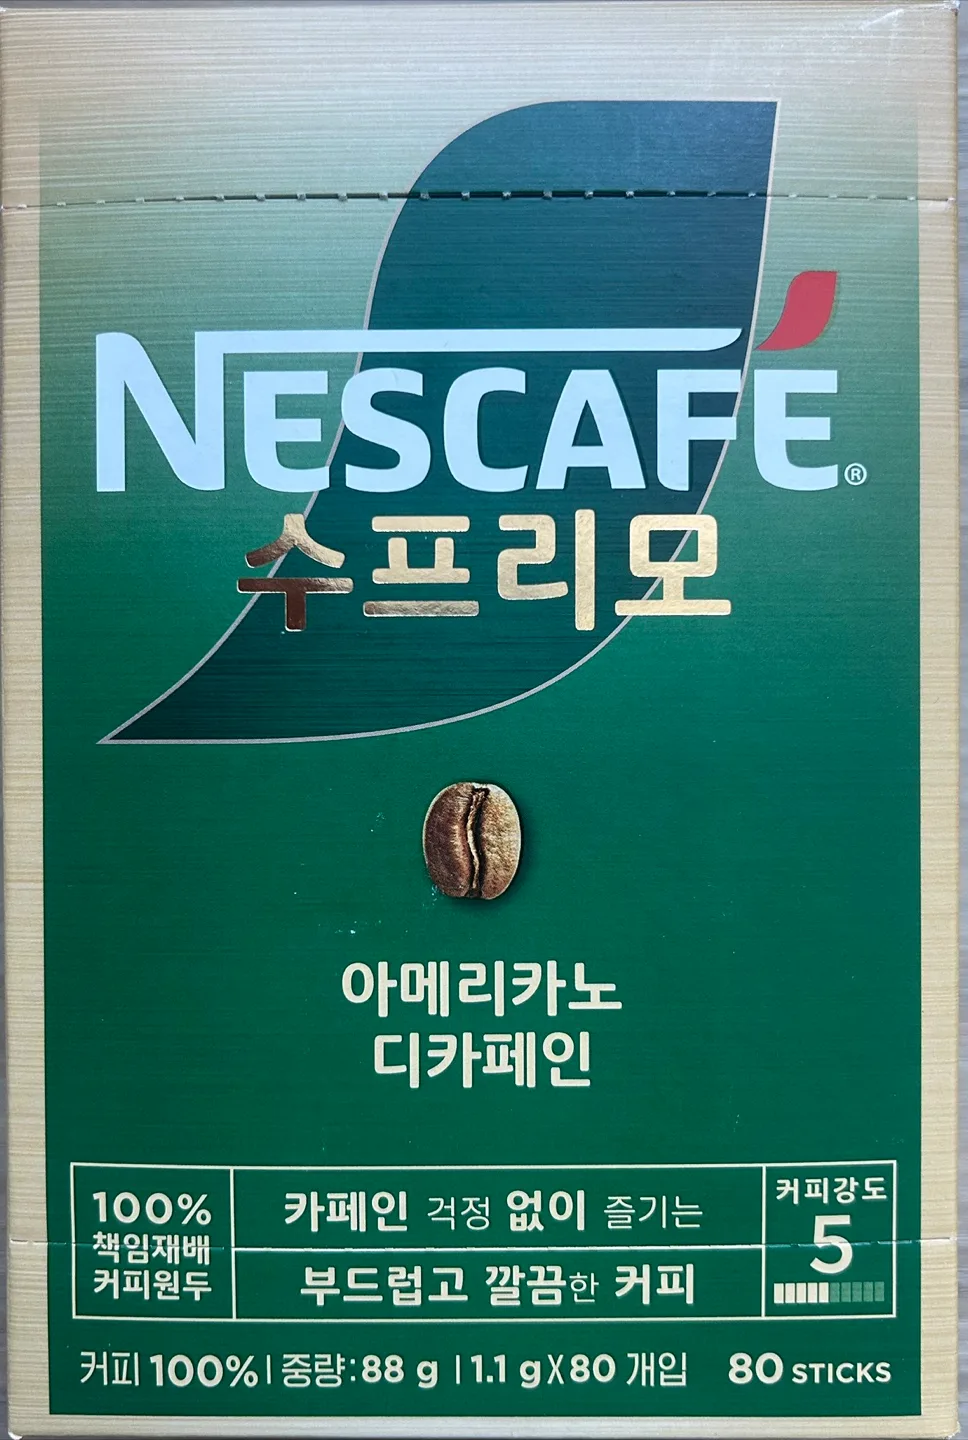 NESCAFÉ®
수프리모
아메리카노
디카페인
100%
책임재배
커피원두
카페인 걱정 없이 즐기는
부드럽고 깔끔한 커피
커피강도
5
커피 100% | 중량: 88 g | 1.1 g X 80 개입 80 STICKS